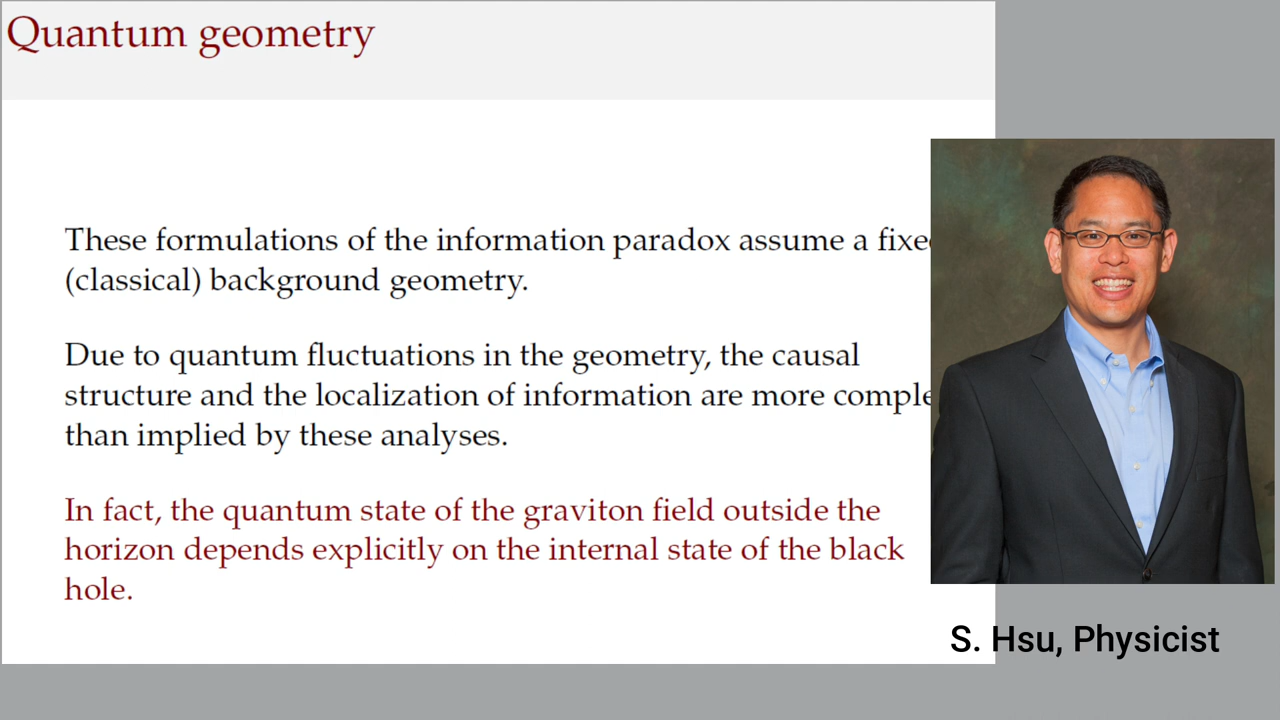 Quantum geometry
These formulations of the information paradox assume a
(classical) background geometry.
Due to quantum fluctuations in the geometry, the causal
structure and the localization of information are more
than implied by these analyses.
In fact, the quantum state of the graviton field outside the
horizon depends explicitly on the internal state of the black
hole.
S. Hsu, Physicist